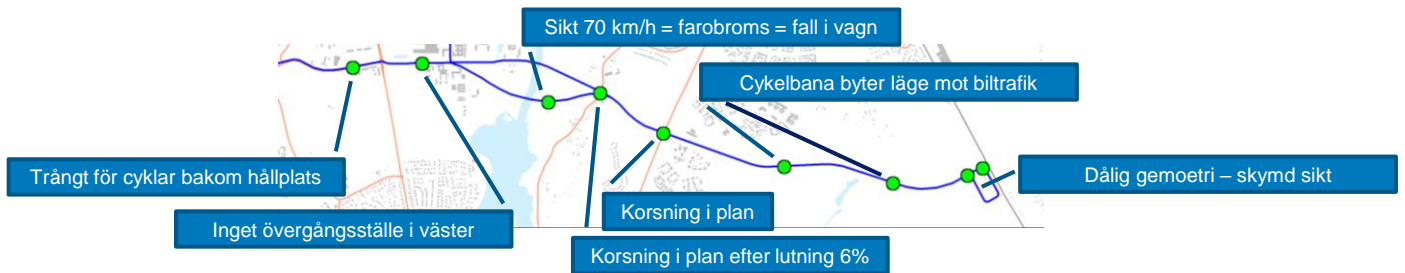 Sikt 70 km/h = farobroms = fall i vagn
Cykelbana byter läge mot biltrafik
Trångt för cyklar bakom hållplats
Dålig gemoetri – skymd sikt
Korsning i plan
Inget övergångsställe i väster
Korsning i plan efter lutning 6%